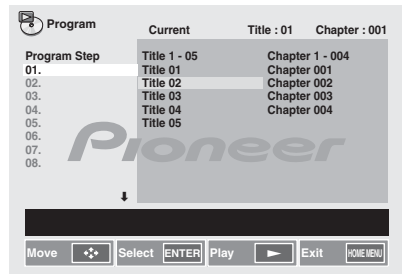 Program
Current Title : 01 Chapter : 001
Program Step Title 1 - 05 Chapter 1 - 004
01. Title 01 Chapter 001
02. Title 02 Chapter 002
03. Title 03 Chapter 003
04. Title 04 Chapter 004
05. Title 05
06.
07.
08.
Pioneer
Move Select ENTER Play Exit HOME MENU